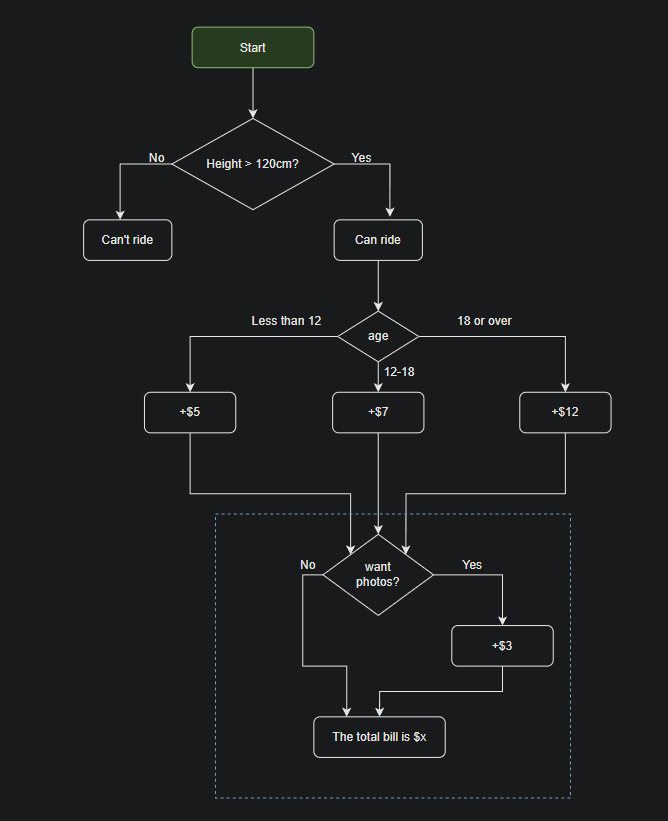 Start
Height > 120cm?
No
Yes
Can't ride
Can ride
Less than 12
18 or over
age
12-18
+$5
+$7
+$12
No
Yes
want
photos?
+$3
The total bill is $x